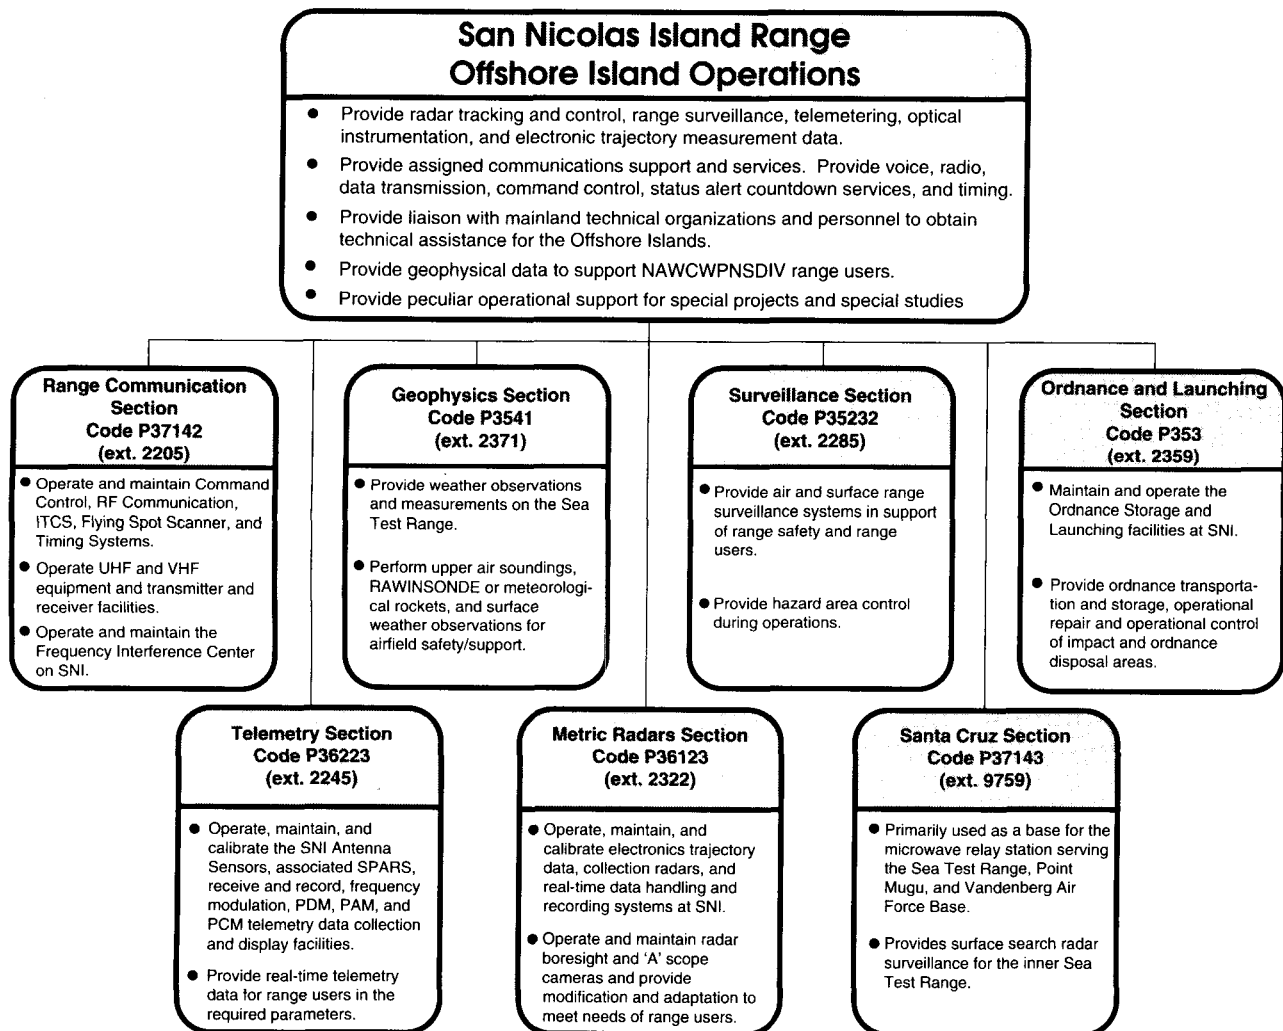 San Nicolas Island Range
Offshore Island Operations
● Provide radar tracking and control, range surveillance, telemetering, optical
instrumentation, and electronic trajectory measurement data.
● Provide assigned communications support and services. Provide voice, radio,
data transmission, command control, status alert countdown services, and timing.
● Provide liaison with mainland technical organizations and personnel to obtain
technical assistance for the Offshore Islands.
● Provide geophysical data to support NAWCWPNSDIV range users.
● Provide peculiar operational support for special projects and special studies
Range Communication
Section
Code P37142
(ext. 2205)
● Operate and maintain Command
Control, RF Communication,
ITCS, Flying Spot Scanner, and
Timing Systems.
● Operate UHF and VHF
equipment and transmitter and
receiver facilities.
● Operate and maintain the
Frequency Interference Center
on SNI.
Geophysics Section
Code P3541
(ext. 2371)
● Provide weather observations
and measurements on the Sea
Test Range.
● Perform upper air soundings,
RAWINSONDE or meteorologi-
cal rockets, and surface
weather observations for
airfield safety/support.
Surveillance Section
Code P35232
(ext. 2285)
● Provide air and surface range
surveillance systems in support
of range safety and range
users.
● Provide hazard area control
during operations.
Ordnance and Launching
Section
Code P353
(ext. 2359)
● Maintain and operate the
Ordnance Storage and
Launching facilities at SNI.
● Provide ordnance transporta-
tion and storage, operational
repair and operational control
of impact and ordnance
disposal areas.
Telemetry Section
Code P36223
(ext. 2245)
● Operate, maintain, and
calibrate the SNI Antenna
Sensors, associated SPARS,
receive and record, frequency
modulation, PDM, PAM, and
PCM telemetry data collection
and display facilities.
● Provide real-time telemetry
data for range users in the
required parameters.
Metric Radars Section
Code P36123
(ext. 2322)
● Operate, maintain, and
calibrate electronics trajectory
data, collection radars, and
real-time data handling and
recording systems at SNI.
● Operate and maintain radar
boresight and 'A' scope
cameras and provide
modification and adaptation to
meet needs of range users.
Santa Cruz Section
Code P37143
(ext. 9759)
● Primarily used as a base for the
microwave relay station serving
the Sea Test Range, Point
Mugu, and Vandenberg Air
Force Base.
● Provides surface search radar
surveillance for the inner Sea
Test Range.